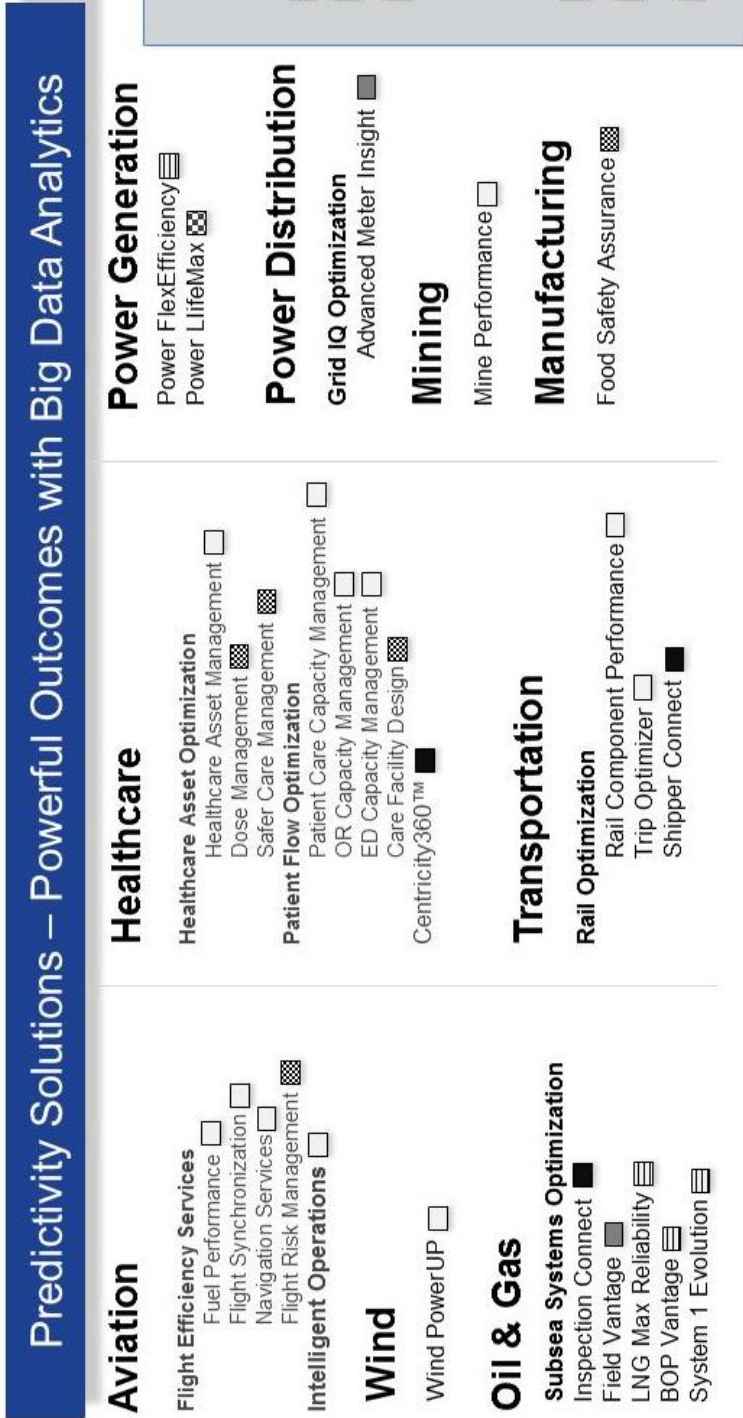 Predictivity Solutions – Powerful Outcomes with Big Data Analytics
Aviation
Flight Efficiency Services
Fuel Performance
Flight Synchronization
Navigation Services
Flight Risk Management
Intelligent Operations
Wind
Wind PowerUP
Oil & Gas
Subsea Systems Optimization
Inspection Connect
Field Vantage
LNG Max Reliability
BOP Vantage
System 1 Evolution
Healthcare
Healthcare Asset Optimization
Healthcare Asset Management
Dose Management
Safer Care Management
Patient Flow Optimization
Patient Care Capacity Management
OR Capacity Management
ED Capacity Management
Care Facility Design
Centricity360™
Transportation
Rail Optimization
Rail Component Performance
Trip Optimizer
Shipper Connect
Power Generation
Power FlexEfficiency
Power LlifeMax
Power Distribution
Grid IQ Optimization
Advanced Meter Insight
Mining
Mine Performance
Manufacturing
Food Safety Assurance